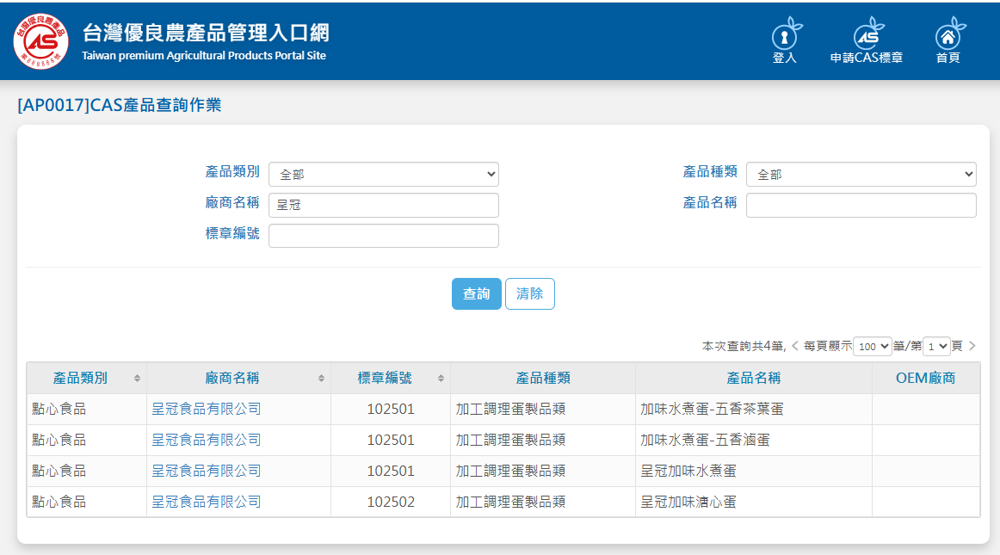 台灣優良農產品管理入口網
Taiwan premium Agricultural Products Portal Site
登入
申請CAS標章
首頁
[AP0017]CAS產品查詢作業
產品類別 全部 產品種類 全部
廠商名稱 呈冠 產品名稱
標章編號
查詢 清除
本次查詢共4筆, < 每頁顯示 100 筆/第 1 頁 >
產品類別 廠商名稱 標章編號 產品種類 產品名稱 OEM廠商
點心食品 呈冠食品有限公司 102501 加工調理蛋製品類 加味水煮蛋-五香茶葉蛋
點心食品 呈冠食品有限公司 102501 加工調理蛋製品類 加味水煮蛋-五香滷蛋
點心食品 呈冠食品有限公司 102501 加工調理蛋製品類 呈冠加味水煮蛋
點心食品 呈冠食品有限公司 102502 加工調理蛋製品類 呈冠加味溏心蛋